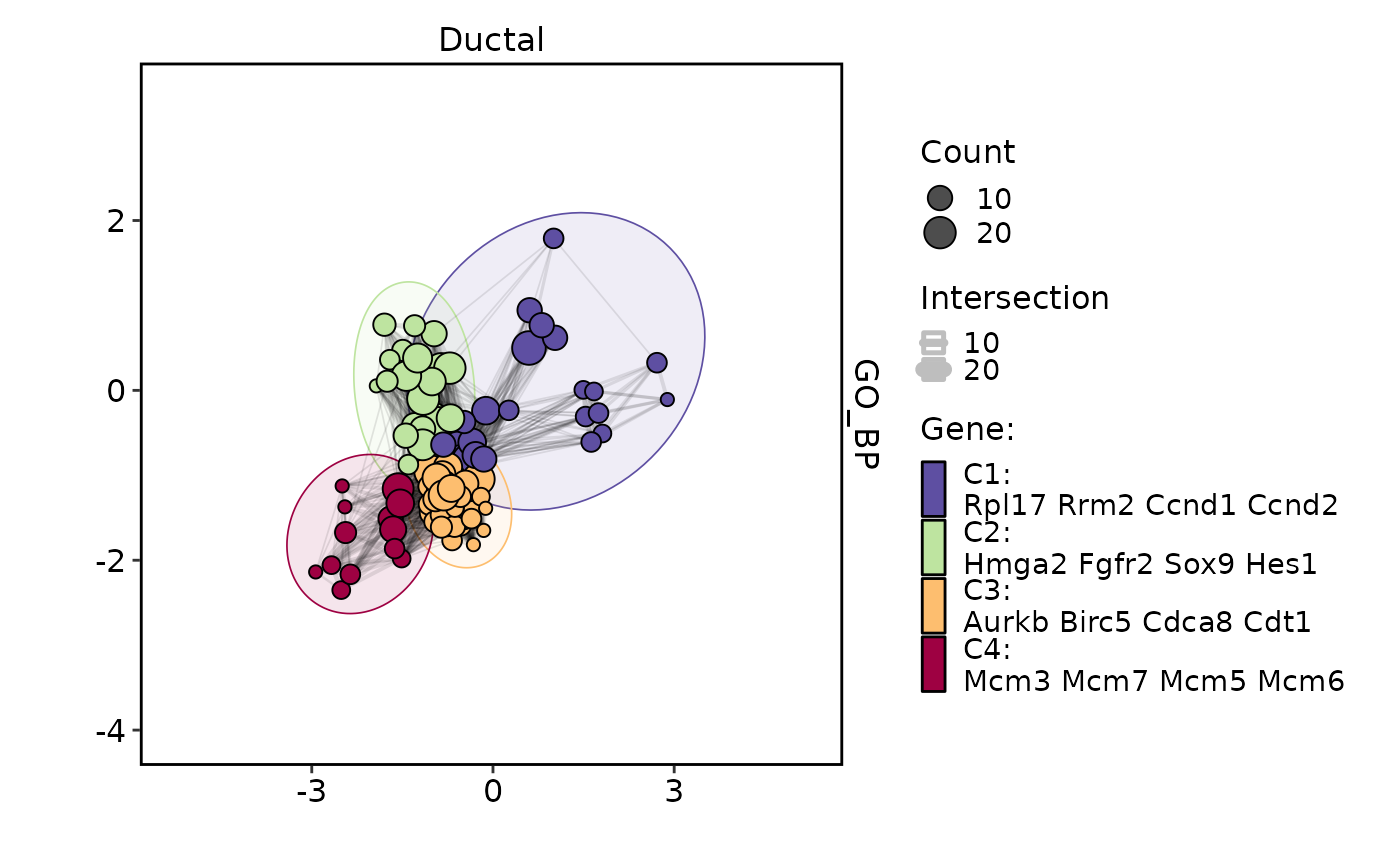 Ductal
2
0
-2
-4
-3
0
3
GO_BP
Count
10
20
Intersection
10
20
Gene:
C1:
Rpl17 Rrm2 Ccnd1 Ccnd2
C2:
Hmga2 Fgfr2 Sox9 Hes1
C3:
Aurkb Birc5 Cdca8 Cdt1
C4:
Mcm3 Mcm7 Mcm5 Mcm6